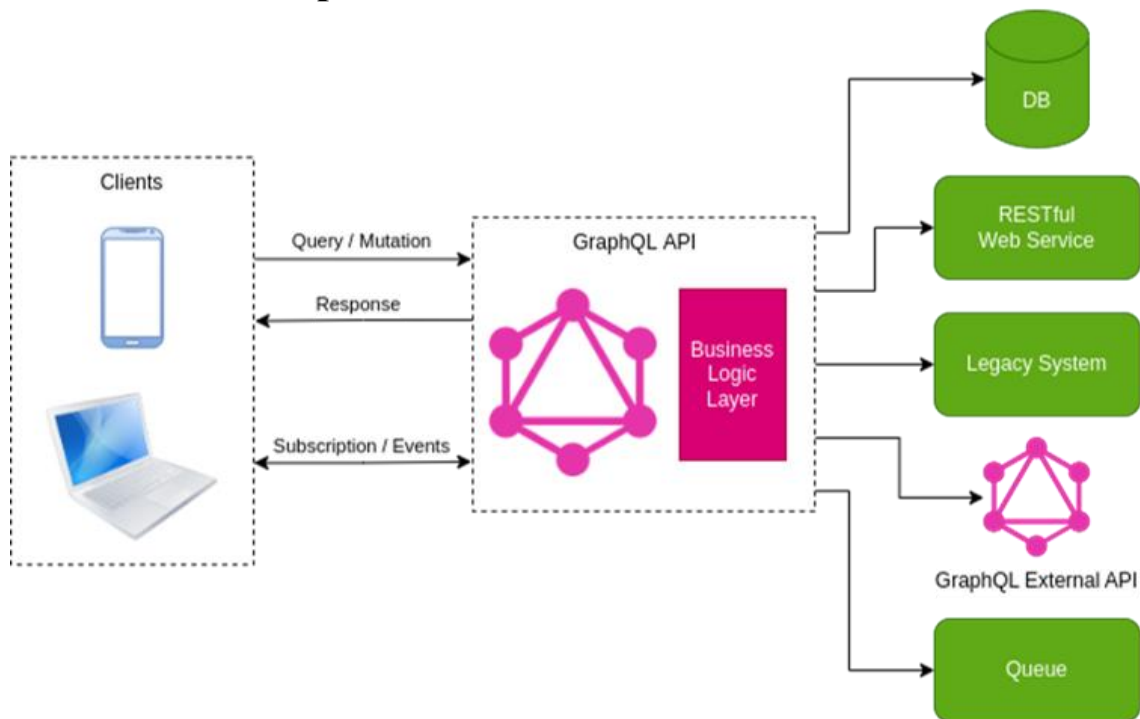 Clients
Query / Mutation
Response
Subscription / Events
GraphQL API
Business
Logic
Layer
DB
RESTful
Web Service
Legacy System
GraphQL External API
Queue